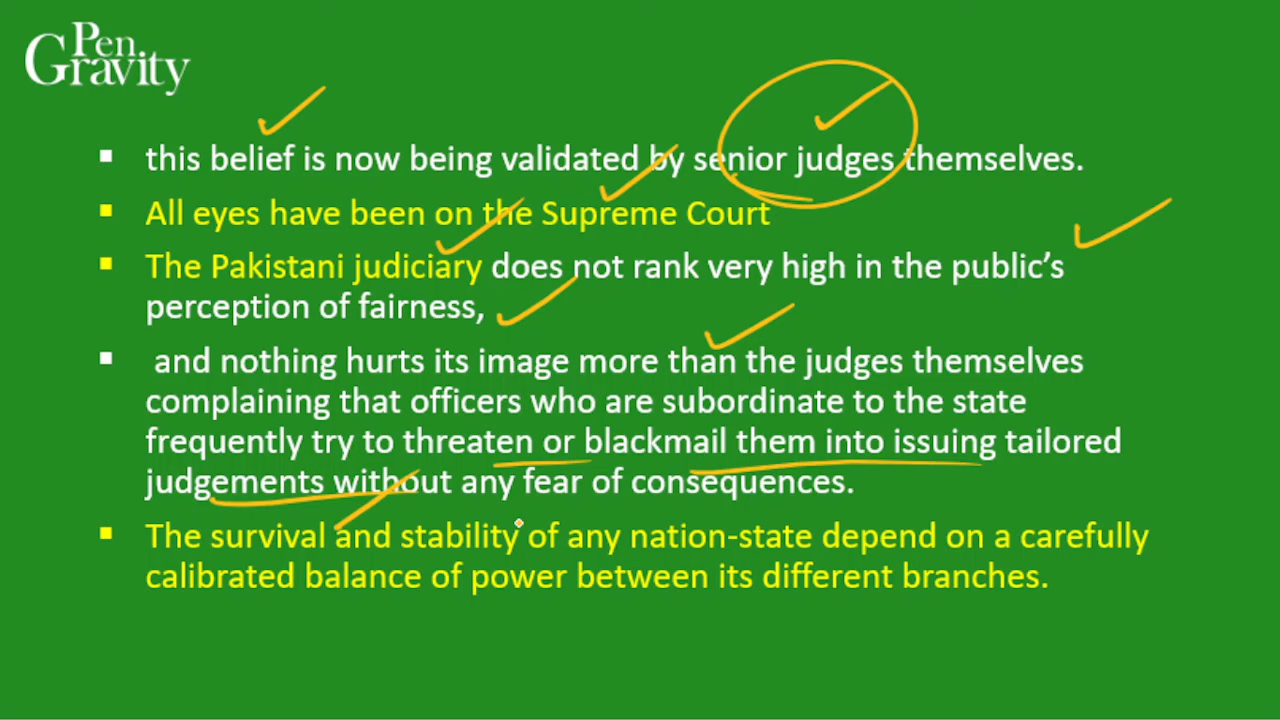 Pen
Gravity
this belief is now being validated by senior judges themselves.
All eyes have been on the Supreme Court
The Pakistani judiciary does not rank very high in the public's
perception of fairness,
and nothing hurts its image more than the judges themselves
complaining that officers who are subordinate to the state
frequently try to threaten or blackmail them into issuing tailored
judgements without any fear of consequences.
The survival and stability of any nation-state depend on a carefully
calibrated balance of power between its different branches.